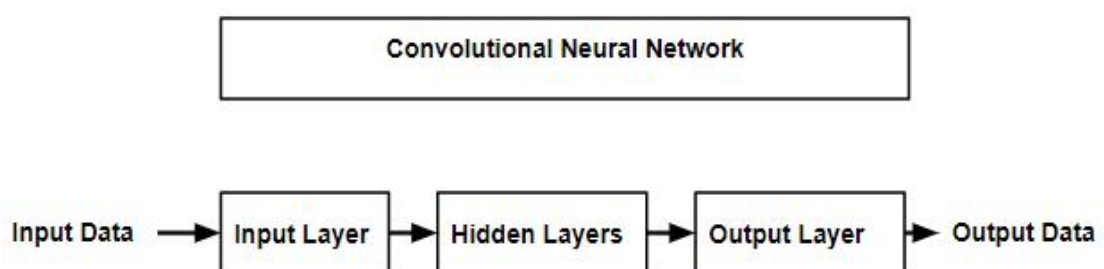 Convolutional Neural Network
Input Data
Input Layer
Hidden Layers
Output Layer
Output Data